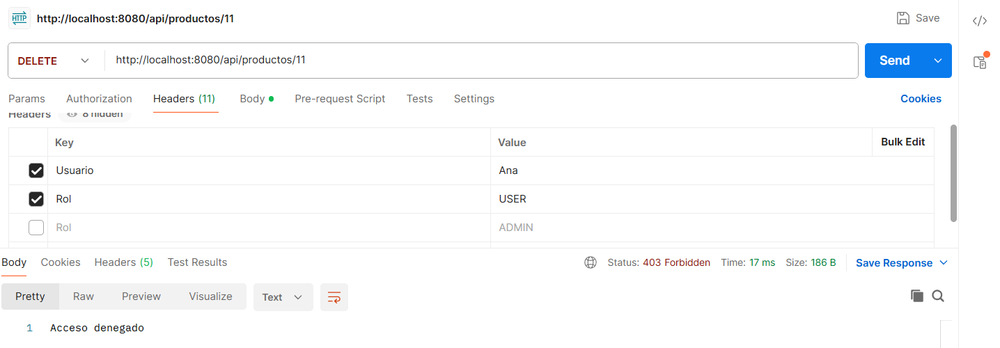 HTTP http://localhost:8080/api/productos/11 Save
DELETE http://localhost:8080/api/productos/11 Send
Params Authorization Headers (11) Body Pre-request Script Tests Settings Cookies
Headers 8 hidden
Key Value Bulk Edit
Usuario Ana
Rol USER
Rol ADMIN
Body Cookies Headers (5) Test Results Status: 403 Forbidden Time: 17 ms Size: 186 B Save Response
Pretty Raw Preview Visualize Text
1 Acceso denegado